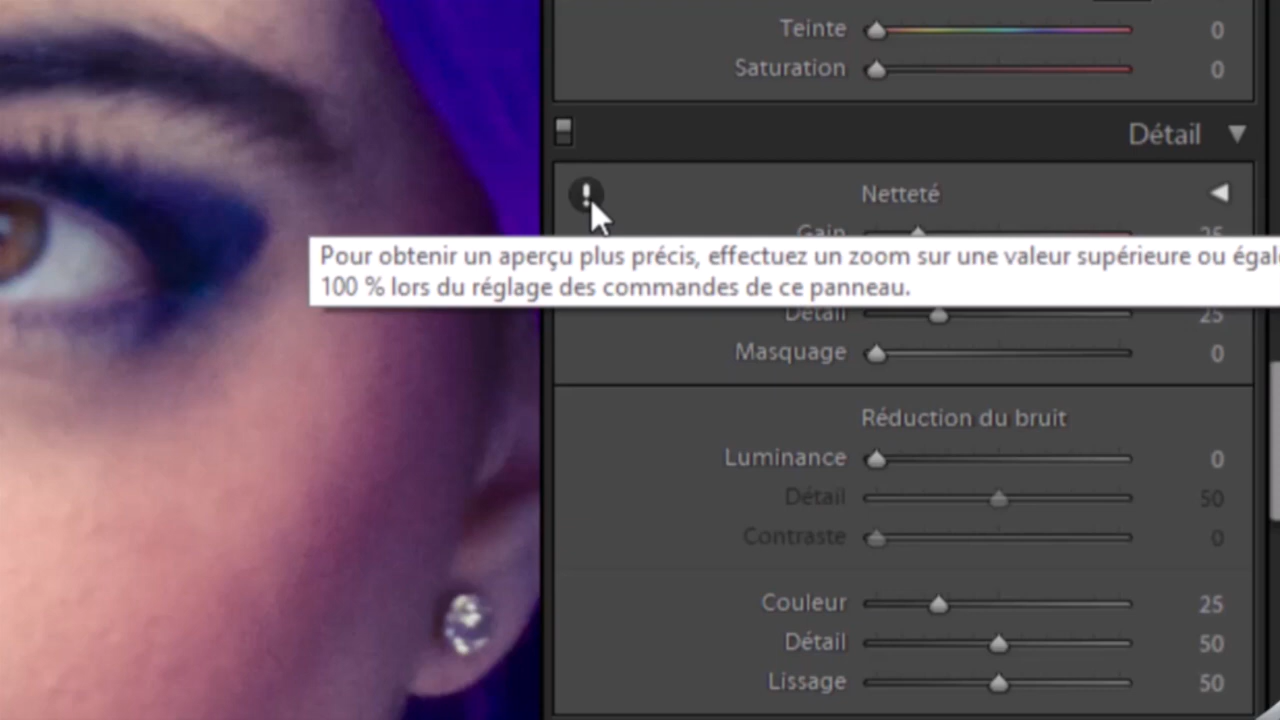 Teinte 0
Saturation 0
Détail
Netteté
Gain 25
Pour obtenir un aperçu plus précis, effectuez un zoom sur une valeur supérieure ou
100 % lors du réglage des commandes de ce panneau.
Détail 25
Masquage 0
Réduction du bruit
Luminance 0
Détail 50
Contraste 0
Couleur 25
Détail 50
Lissage 50